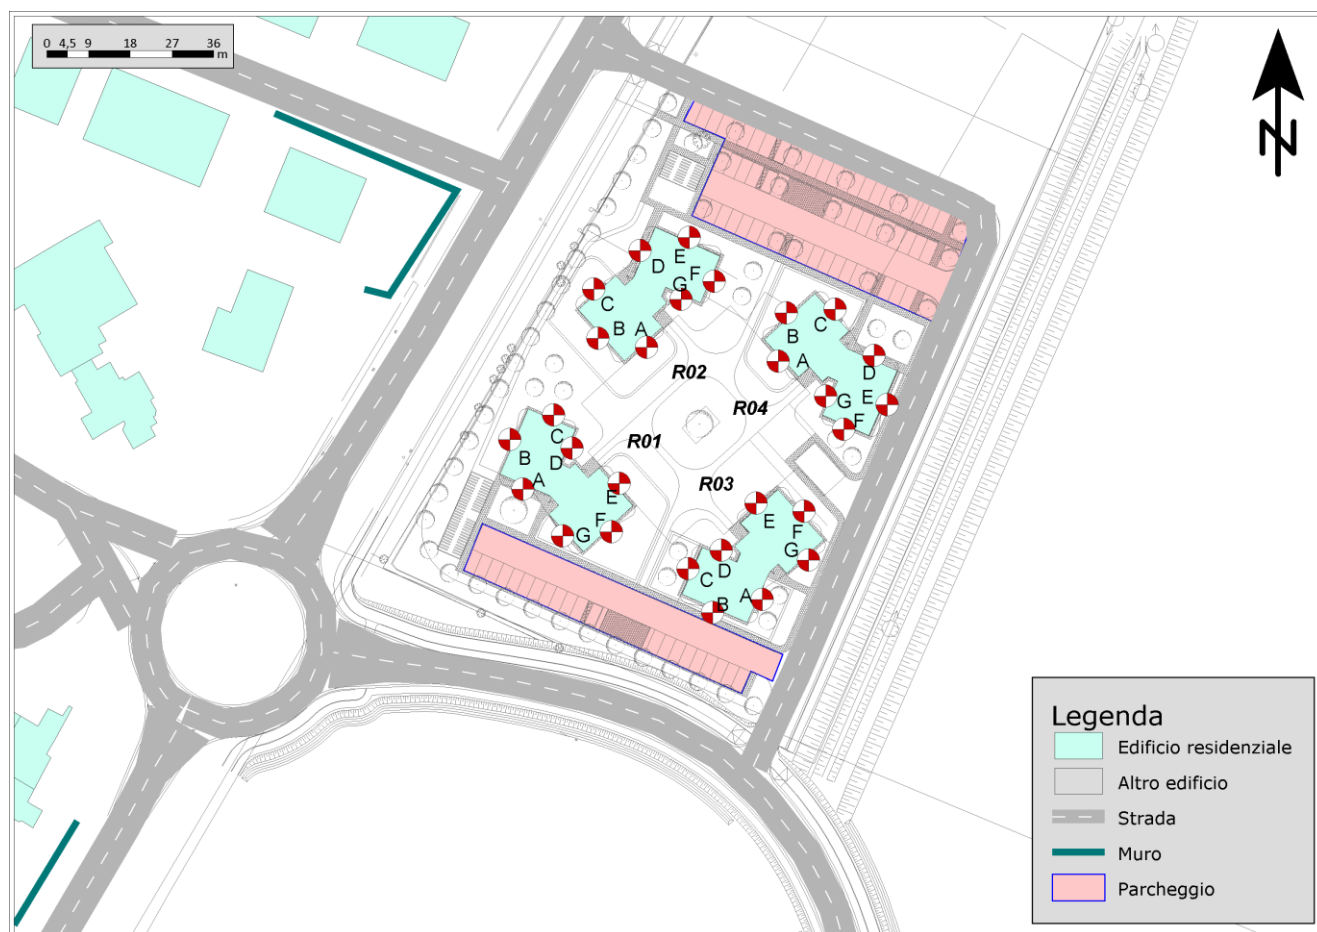 0 4,5 9 18 27 36
m
N
E
D
F
G
C
B A
R02
C
B
A
D
G E
F
R04
C
B D
A
E
F
G
R01
R03
E
F
G
D
C
B A
Legenda
Edificio residenziale
Altro edificio
Strada
Muro
Parcheggio